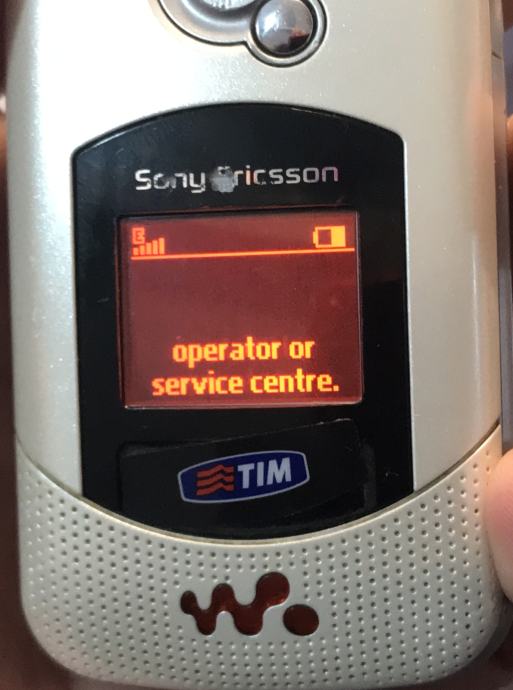 Sony Ericsson
operator or
service centre.
TIM